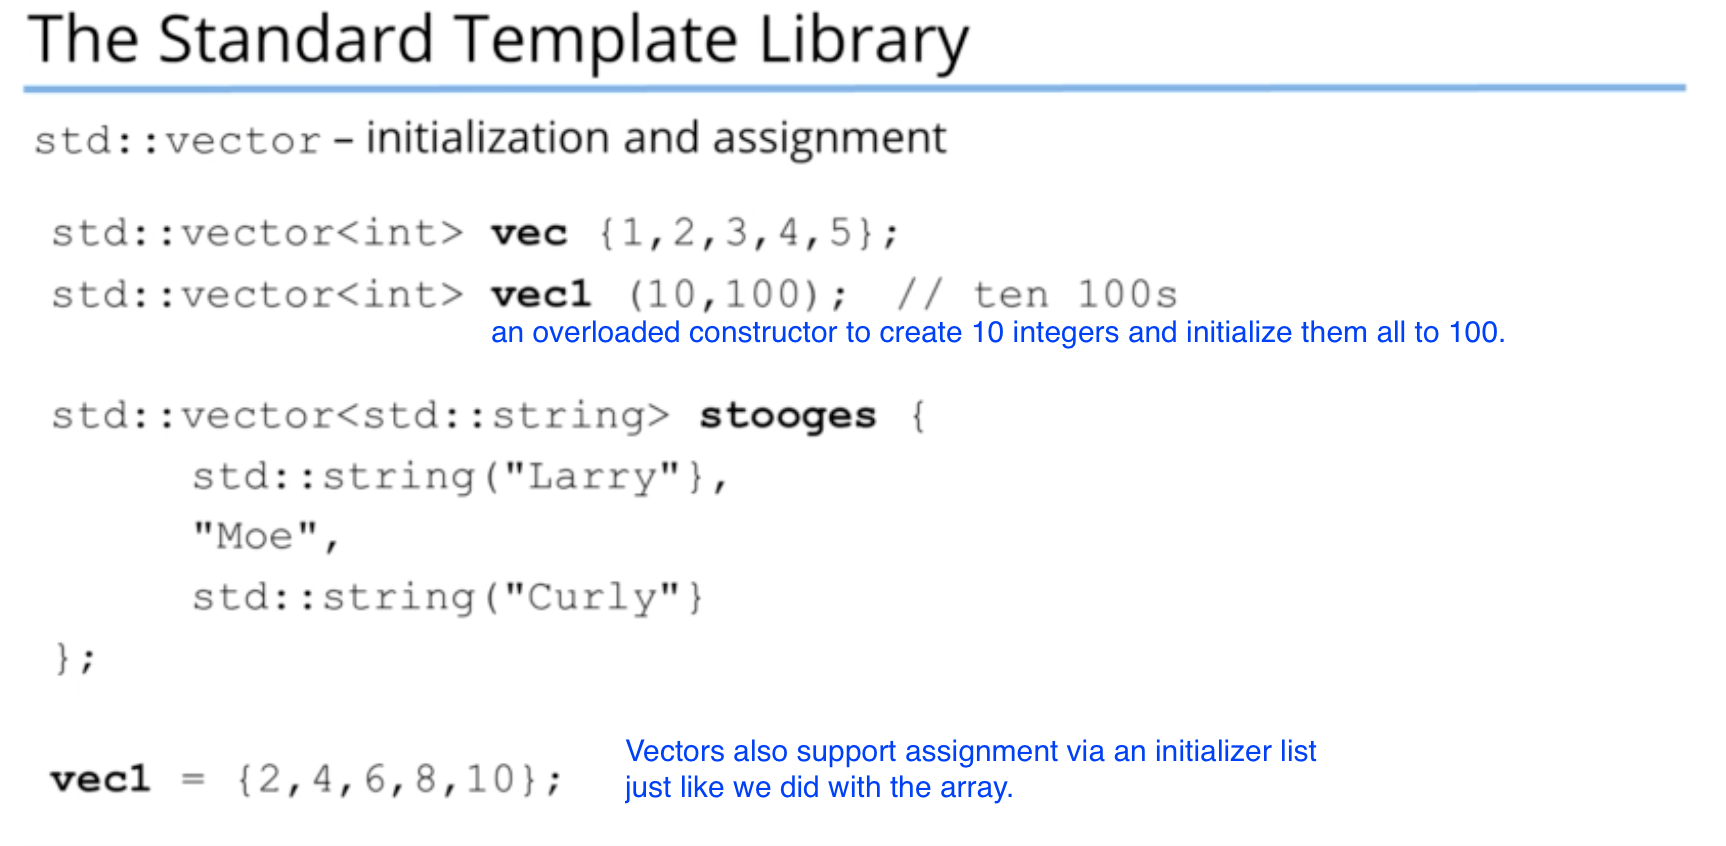 The Standard Template Library
std::vector – initialization and assignment
std::vector<int> vec {1,2,3,4,5};
std::vector<int> vec1 (10,100); // ten 100s
an overloaded constructor to create 10 integers and initialize them all to 100.
std::vector<std::string> stooges {
std::string("Larry"},
"Moe",
std::string("Curly"}
};
vec1 = {2,4,6,8,10};
Vectors also support assignment via an initializer list
just like we did with the array.